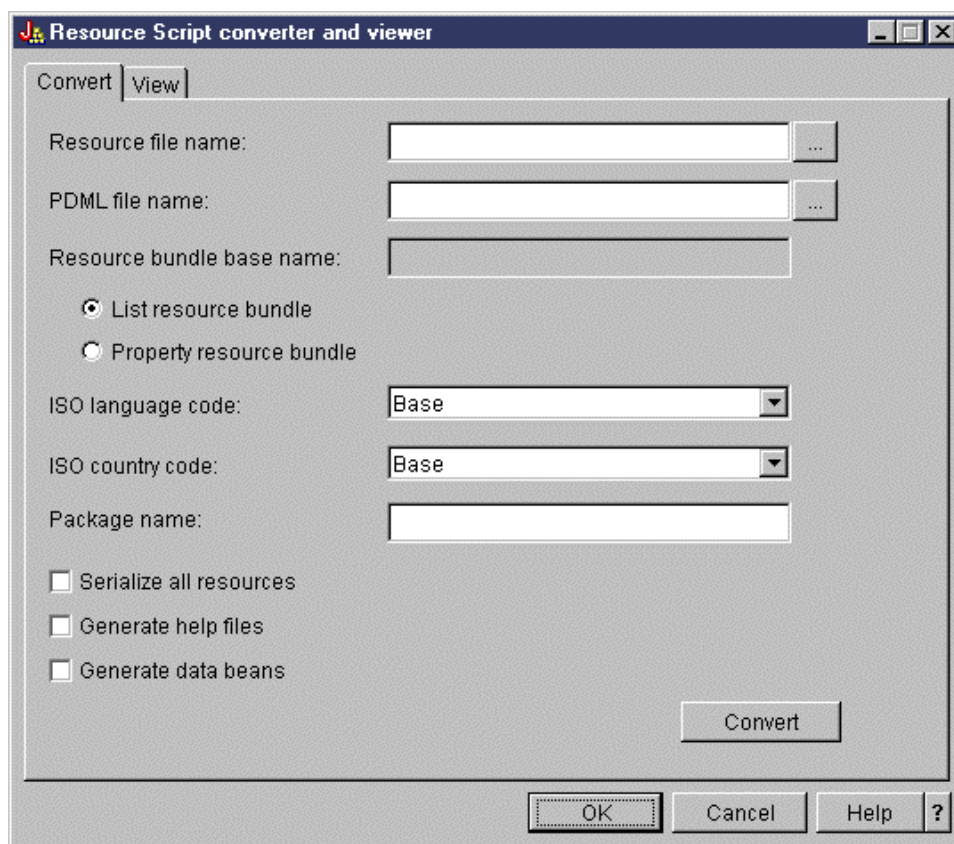 Resource Script converter and viewer
Convert View
Resource file name: ...
PDML file name: ...
Resource bundle base name:
List resource bundle
Property resource bundle
ISO language code: Base
ISO country code: Base
Package name:
Serialize all resources
Generate help files
Generate data beans
Convert
OK Cancel Help ?